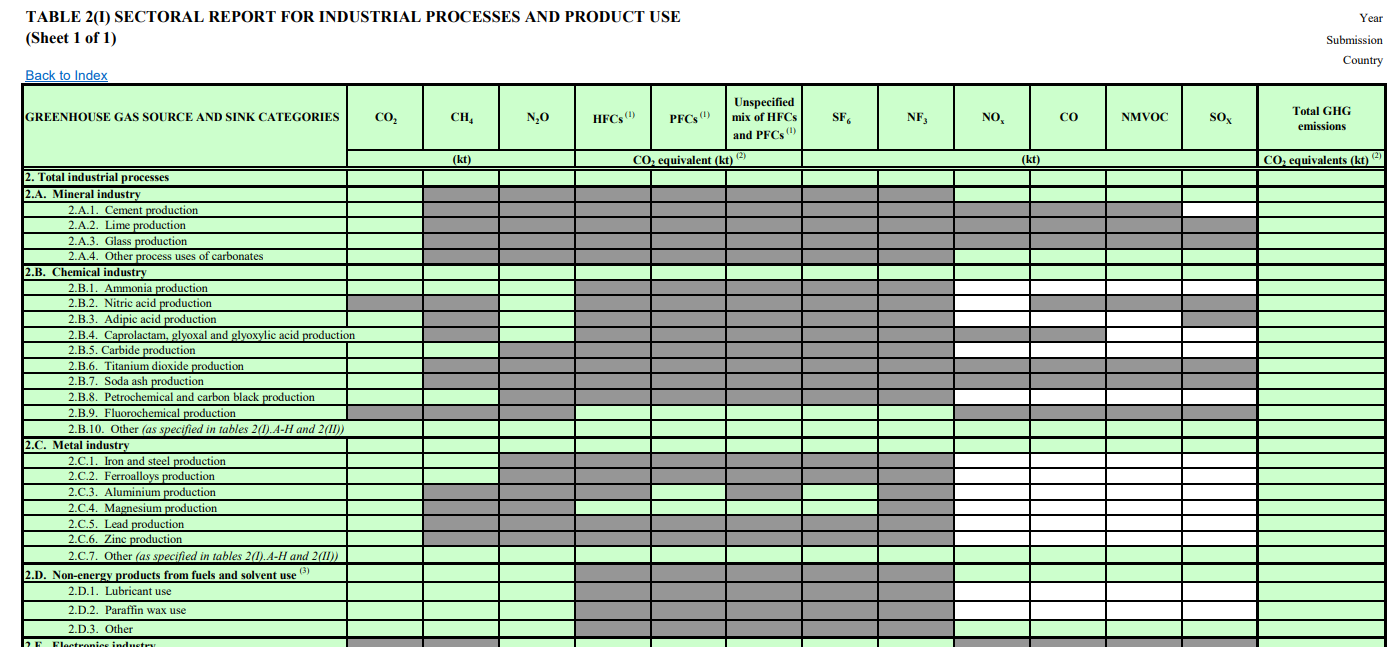 TABLE 2(I) SECTORAL REPORT FOR INDUSTRIAL PROCESSES AND PRODUCT USE
(Sheet 1 of 1)
Year
Submission
Country
Back to Index
GREENHOUSE GAS SOURCE AND SINK CATEGORIES
CO₂
CH₄
N₂O
HFCs ⁽¹⁾
PFCs ⁽¹⁾
Unspecified
mix of HFCs
and PFCs ⁽¹⁾
SF₆
NF₃
NOₓ
CO
NMVOC
SOX
Total GHG
emissions
(kt)
CO₂ equivalent (kt) ⁽²⁾
(kt)
CO₂ equivalents (kt) ⁽²⁾
2. Total industrial processes
2.A. Mineral industry
2.A.1. Cement production
2.A.2. Lime production
2.A.3. Glass production
2.A.4. Other process uses of carbonates
2.B. Chemical industry
2.B.1. Ammonia production
2.B.2. Nitric acid production
2.B.3. Adipic acid production
2.B.4. Caprolactam, glyoxal and glyoxylic acid production
2.B.5. Carbide production
2.B.6. Titanium dioxide production
2.B.7. Soda ash production
2.B.8. Petrochemical and carbon black production
2.B.9. Fluorochemical production
2.B.10. Other (as specified in tables 2(I).A-H and 2(II))
2.C. Metal industry
2.C.1. Iron and steel production
2.C.2. Ferroalloys production
2.C.3. Aluminium production
2.C.4. Magnesium production
2.C.5. Lead production
2.C.6. Zinc production
2.C.7. Other (as specified in tables 2(I).A-H and 2(II))
2.D. Non-energy products from fuels and solvent use ⁽³⁾
2.D.1. Lubricant use
2.D.2. Paraffin wax use
2.D.3. Other
2.E. Electronics industry